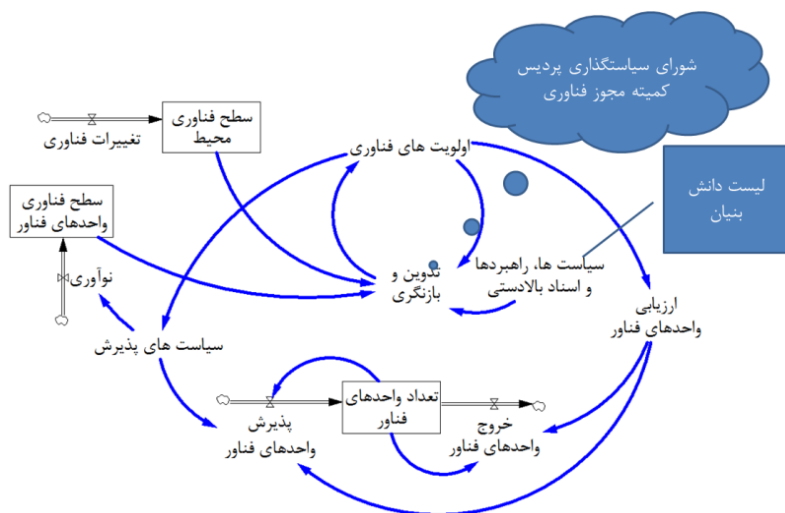 شورای سیاستگذاری پردیس
کمیته مجوز فناوری
سطح فناوری
محیط
تغییرات فناوری
اولویت های فناوری
لیست دانش
بنیان
سطح فناوری
واحدهای فناور
نوآوری
تدوین و
بازنگری
سیاست ها، راهبردها
و اسناد بالادستی
ارزیابی
واحدهای فناور
سیاست های پذیرش
تعداد واحدهای
فناور
پذیرش
واحدهای فناور
خروج
واحدهای فناور